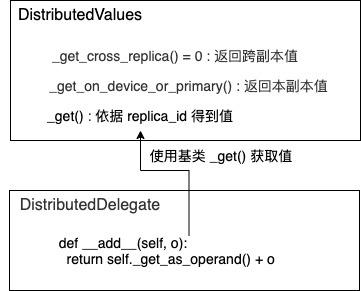 DistributedValues
_get_cross_replica() = 0 : 返回跨副本值
_get_on_device_or_primary() : 返回本副本值
_get() : 依据 replica_id 得到值
使用基类 _get() 获取值
DistributedDelegate
def __add__(self, o):
return self._get_as_operand() + o